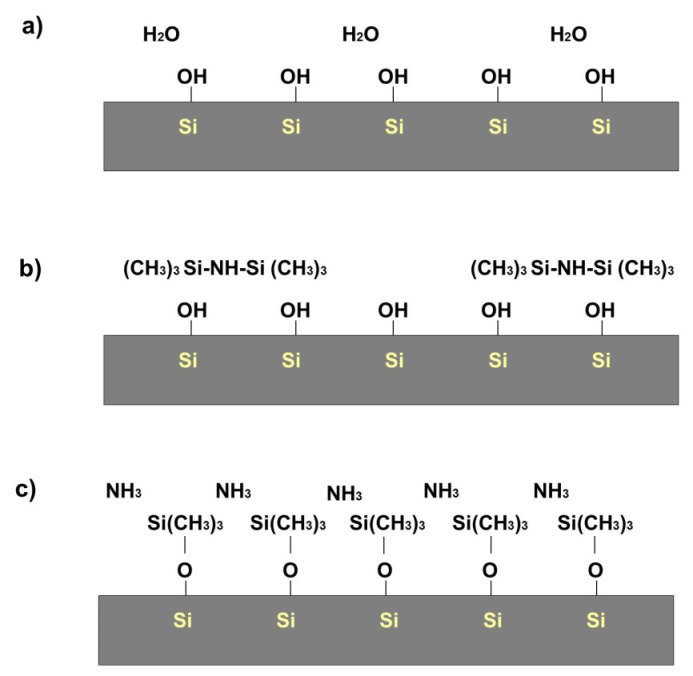 a)
H₂O H₂O H₂O
OH OH OH OH OH
Si Si Si Si Si
b)
(CH₃)₃ Si-NH-Si (CH₃)₃ (CH₃)₃ Si-NH-Si (CH₃)₃
OH OH OH OH OH
Si Si Si Si Si
c)
NH₃ NH₃ NH₃ NH₃ NH₃
Si(CH₃)₃ Si(CH₃)₃ Si(CH₃)₃ Si(CH₃)₃ Si(CH₃)₃
O O O O O
Si Si Si Si Si